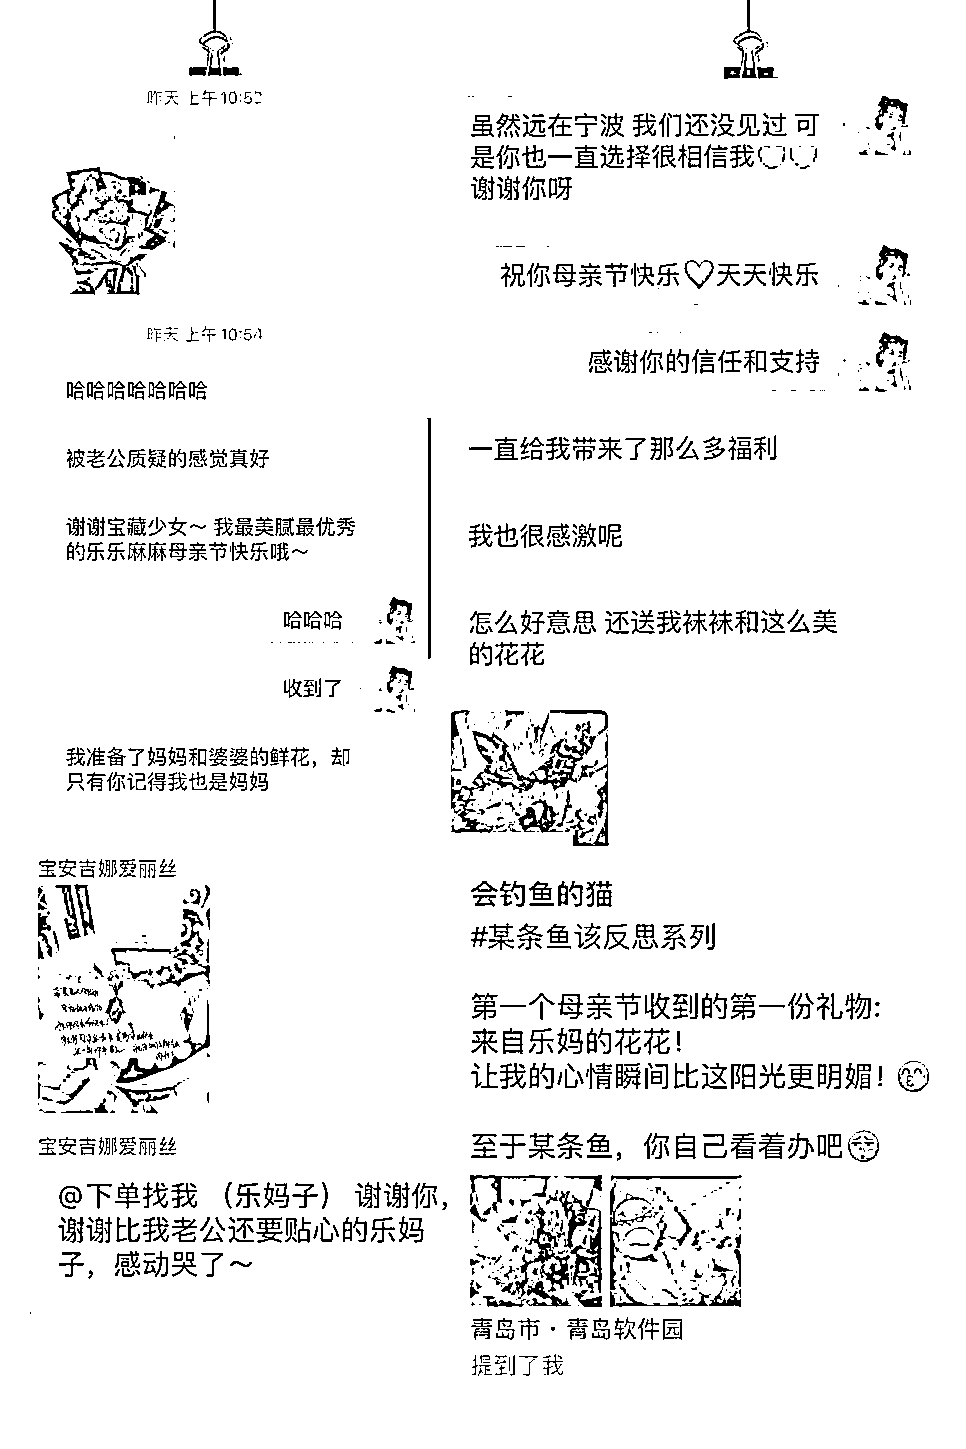 昨天 上午10:53
昨天 上午10:54
哈哈哈哈哈哈哈
被老公质疑的感觉真好
谢谢宝藏少女～ 我最美腻最优秀
的乐乐麻麻母亲节快乐哦～
哈哈哈
收到了
我准备了妈妈和婆婆的鲜花，却
只有你记得我也是妈妈
宝安吉娜爱丽丝
宝安吉娜爱丽丝
@下单找我 （乐妈子） 谢谢你，
谢谢比我老公还要贴心的乐妈
子，感动哭了～
虽然远在宁波 我们还没见过 可
是你也一直选择很相信我♡♡
谢谢你呀
祝你母亲节快乐♡天天快乐
感谢你的信任和支持
一直给我带来了那么多福利
我也很感激呢
怎么好意思 还送我袜袜和这么美
的花花
会钓鱼的猫
#某条鱼该反思系列
第一个母亲节收到的第一份礼物:
来自乐妈的花花！
让我的心情瞬间比这阳光更明媚！
至于某条鱼，你自己看着办吧
青岛市·青岛软件园
提到了我